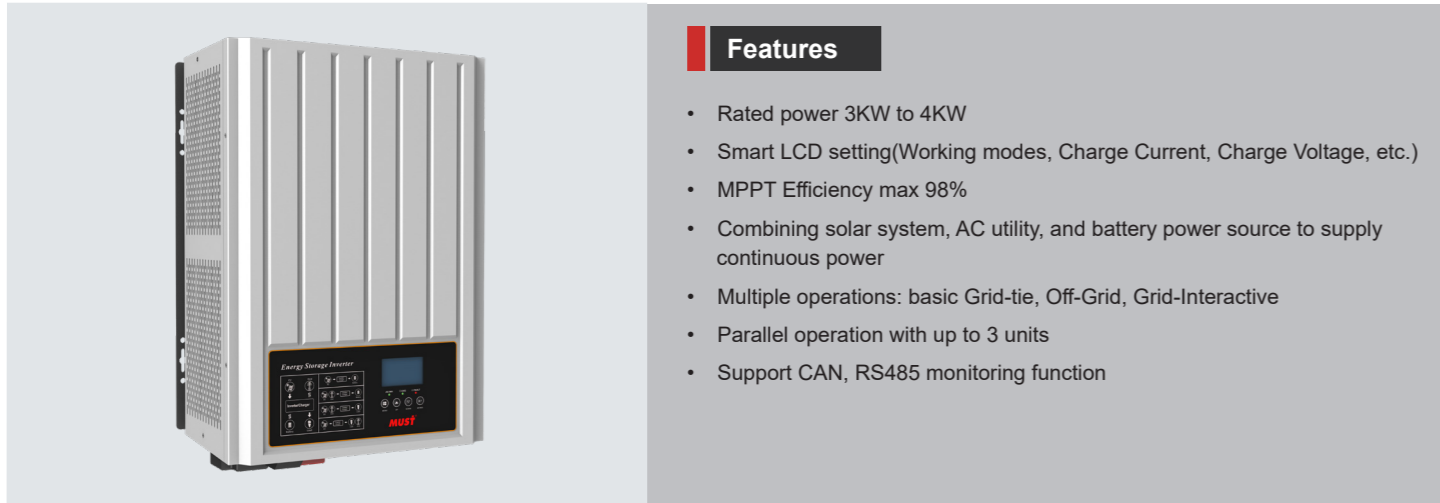 Features
• Rated power 3KW to 4KW
• Smart LCD setting(Working modes, Charge Current, Charge Voltage, etc.)
• MPPT Efficiency max 98%
• Combining solar system, AC utility, and battery power source to supply
continuous power
• Multiple operations: basic Grid-tie, Off-Grid, Grid-Interactive
• Parallel operation with up to 3 units
• Support CAN, RS485 monitoring function
Energy Storage Inverter
Inverter/Charger
MUST